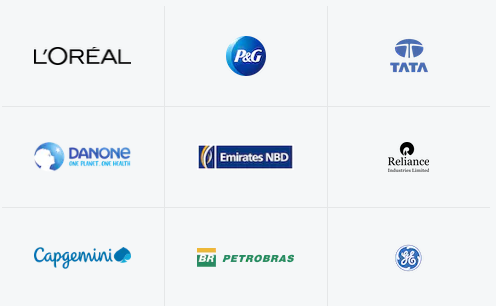 L'ORÉAL
P&G
TATA
DANONE
ONE PLANET. ONE HEALTH
Emirates NBD
Reliance
Industries Limited
Capgemini
BR PETROBRAS
GE